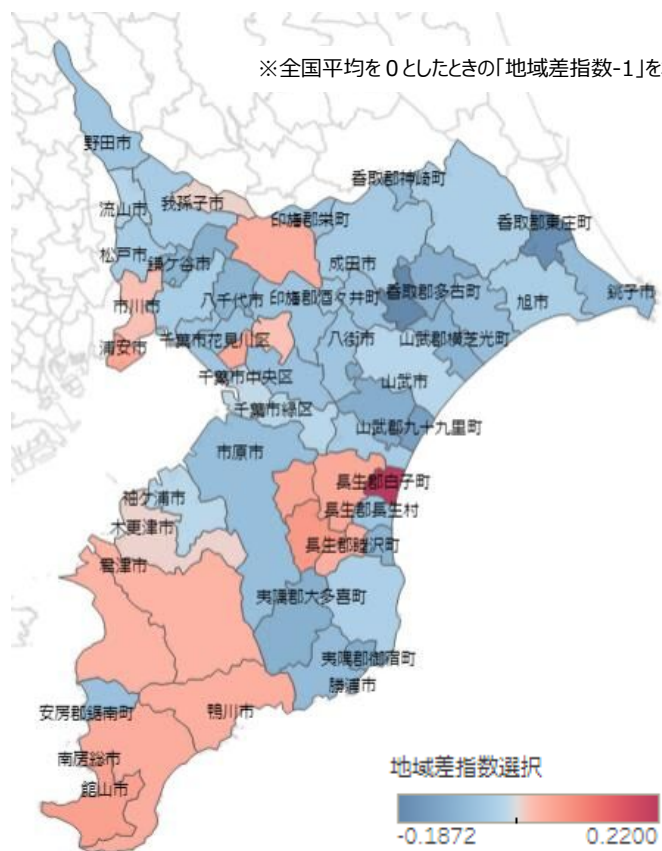 ※全国平均を0としたときの「地域差指数-1」を
野田市
香取郡神崎町
流山市
我孫子市
印旛郡栄町
香取郡東庄町
松戸市
鎌ケ谷市
成田市
市川市
八千代市
印旛郡酒々井町
香取郡多古町
旭市
銚子市
浦安市
千葉市花見川区
八街市
山武郡横芝光町
千葉市中央区
山武市
千葉市緑区
山武郡九十九里町
市原市
長生郡白子町
袖ケ浦市
長生郡長生村
木更津市
長生郡睦沢町
君津市
夷隅郡大多喜町
夷隅郡御宿町
勝浦市
安房郡鋸南町
鴨川市
南房総市
館山市
地域差指数選択
-0.1872
0.2200